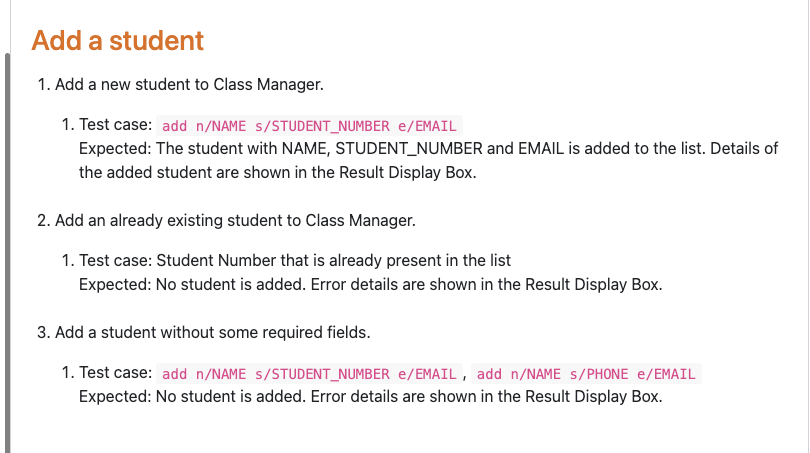 Add a student
1. Add a new student to Class Manager.
1. Test case: add n/NAME s/STUDENT_NUMBER e/EMAIL
Expected: The student with NAME, STUDENT_NUMBER and EMAIL is added to the list. Details of
the added student are shown in the Result Display Box.
2. Add an already existing student to Class Manager.
1. Test case: Student Number that is already present in the list
Expected: No student is added. Error details are shown in the Result Display Box.
3. Add a student without some required fields.
1. Test case: add n/NAME s/STUDENT_NUMBER e/EMAIL , add n/NAME s/PHONE e/EMAIL
Expected: No student is added. Error details are shown in the Result Display Box.